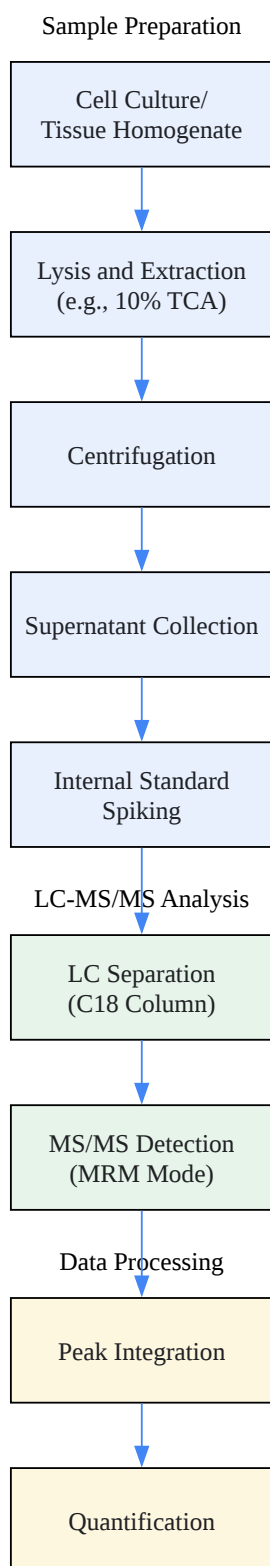 Sample Preparation
Cell Culture/
Tissue Homogenate
Lysis and Extraction
(e.g., 10% TCA)
Centrifugation
Supernatant Collection
Internal Standard
Spiking
LC-MS/MS Analysis
LC Separation
(C18 Column)
MS/MS Detection
(MRM Mode)
Data Processing
Peak Integration
Quantification